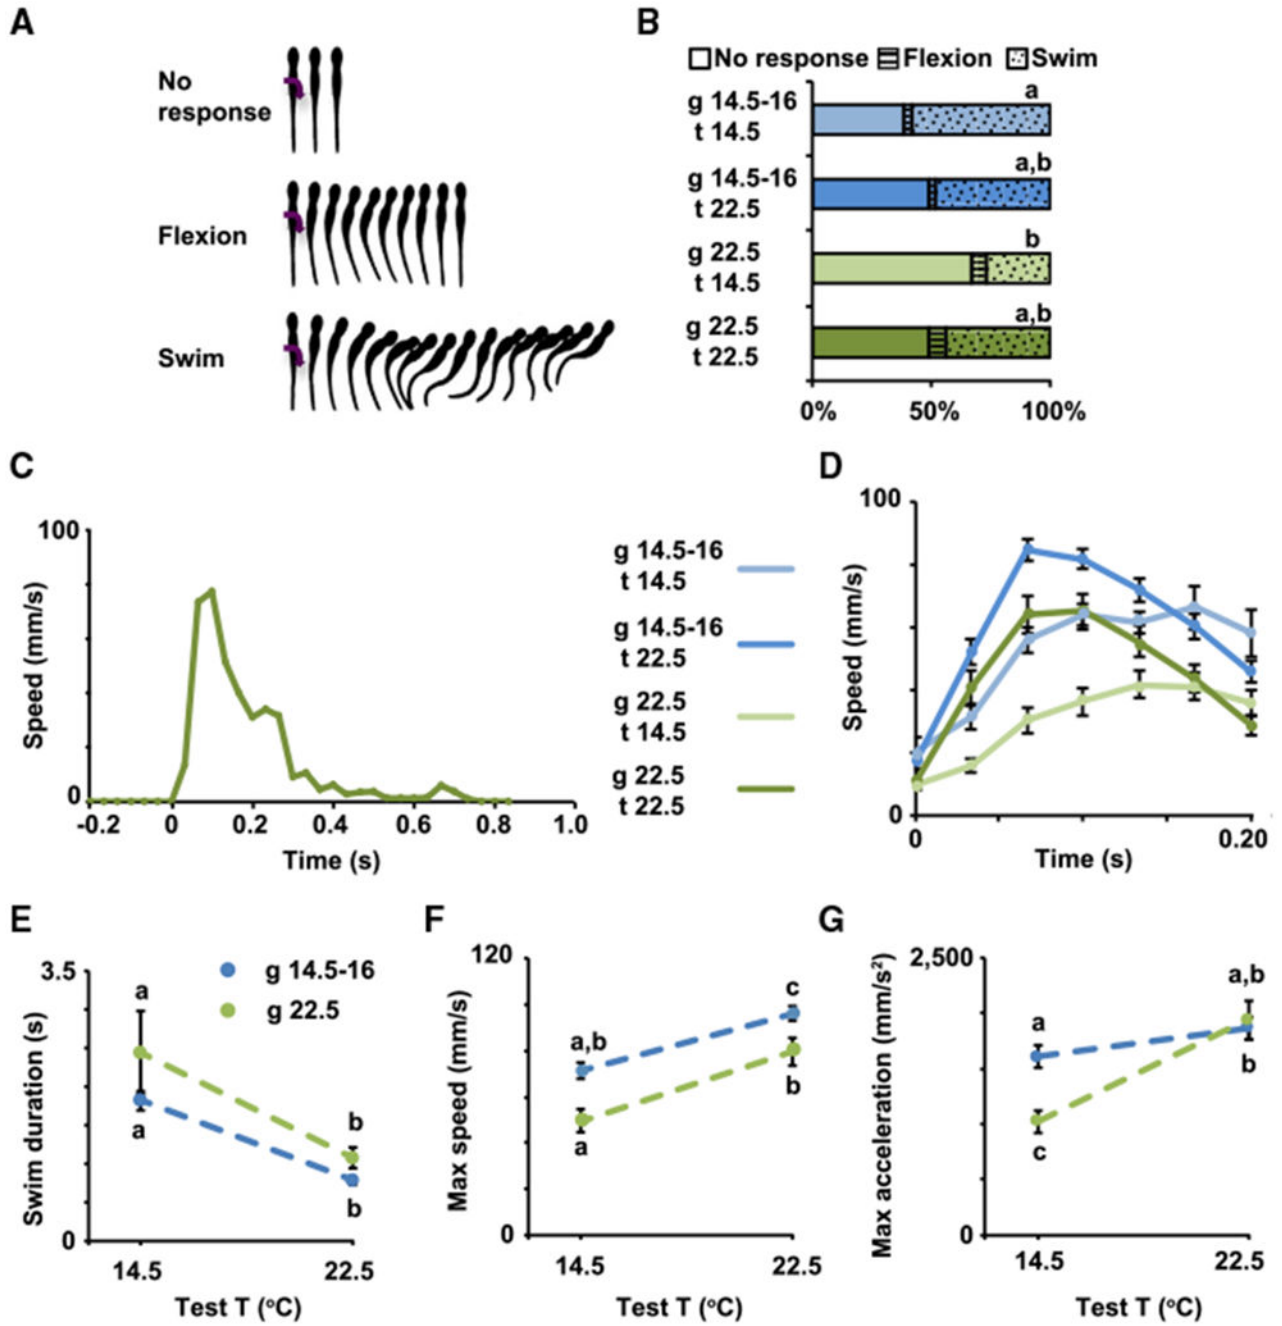 A
No
response
Flexion
Swim
B
No response Flexion Swim
g 14.5-16
t 14.5
a
g 14.5-16
t 22.5
a,b
g 22.5
t 14.5
b
g 22.5
t 22.5
a,b
0% 50% 100%
C
100
0
Speed (mm/s)
-0.2 0 0.2 0.4 0.6 0.8 1.0
Time (s)
g 14.5-16
t 14.5
g 14.5-16
t 22.5
g 22.5
t 14.5
g 22.5
t 22.5
D
100
0
Speed (mm/s)
0 0.20
Time (s)
E
3.5
0
Swim duration (s)
g 14.5-16
g 22.5
a
a
b
b
14.5 22.5
Test T (ºC)
F
120
0
Max speed (mm/s)
a,b
a
c
b
14.5 22.5
Test T (ºC)
G
2,500
0
Max acceleration (mm/s²)
a
c
a,b
b
14.5 22.5
Test T (ºC)